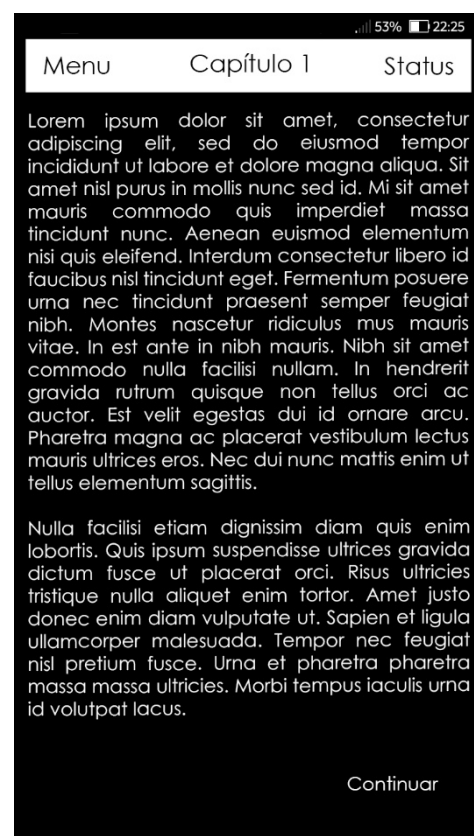 53% 22:25
Menu Capítulo 1 Status
Lorem ipsum dolor sit amet, consectetur
adipiscing elit, sed do eiusmod tempor
incididunt ut labore et dolore magna aliqua. Sit
amet nisl purus in mollis nunc sed id. Mi sit amet
mauris commodo quis imperdiet massa
tincidunt nunc. Aenean euismod elementum
nisi quis eleifend. Interdum consectetur libero id
faucibus nisl tincidunt eget. Fermentum posuere
urna nec tincidunt praesent semper feugiat
nibh. Montes nascetur ridiculus mus mauris
vitae. In est ante in nibh mauris. Nibh sit amet
commodo nulla facilisi nullam. In hendrerit
gravida rutrum quisque non tellus orci ac
auctor. Est velit egestas dui id ornare arcu.
Pharetra magna ac placerat vestibulum lectus
mauris ultrices eros. Nec dui nunc mattis enim ut
tellus elementum sagittis.
Nulla facilisi etiam dignissim diam quis enim
lobortis. Quis ipsum suspendisse ultrices gravida
dictum fusce ut placerat orci. Risus ultricies
tristique nulla aliquet enim tortor. Amet justo
donec enim diam vulputate ut. Sapien et ligula
ullamcorper malesuada. Tempor nec feugiat
nisl pretium fusce. Urna et pharetra pharetra
massa massa ultricies. Morbi tempus iaculis urna
id volutpat lacus.
Continuar